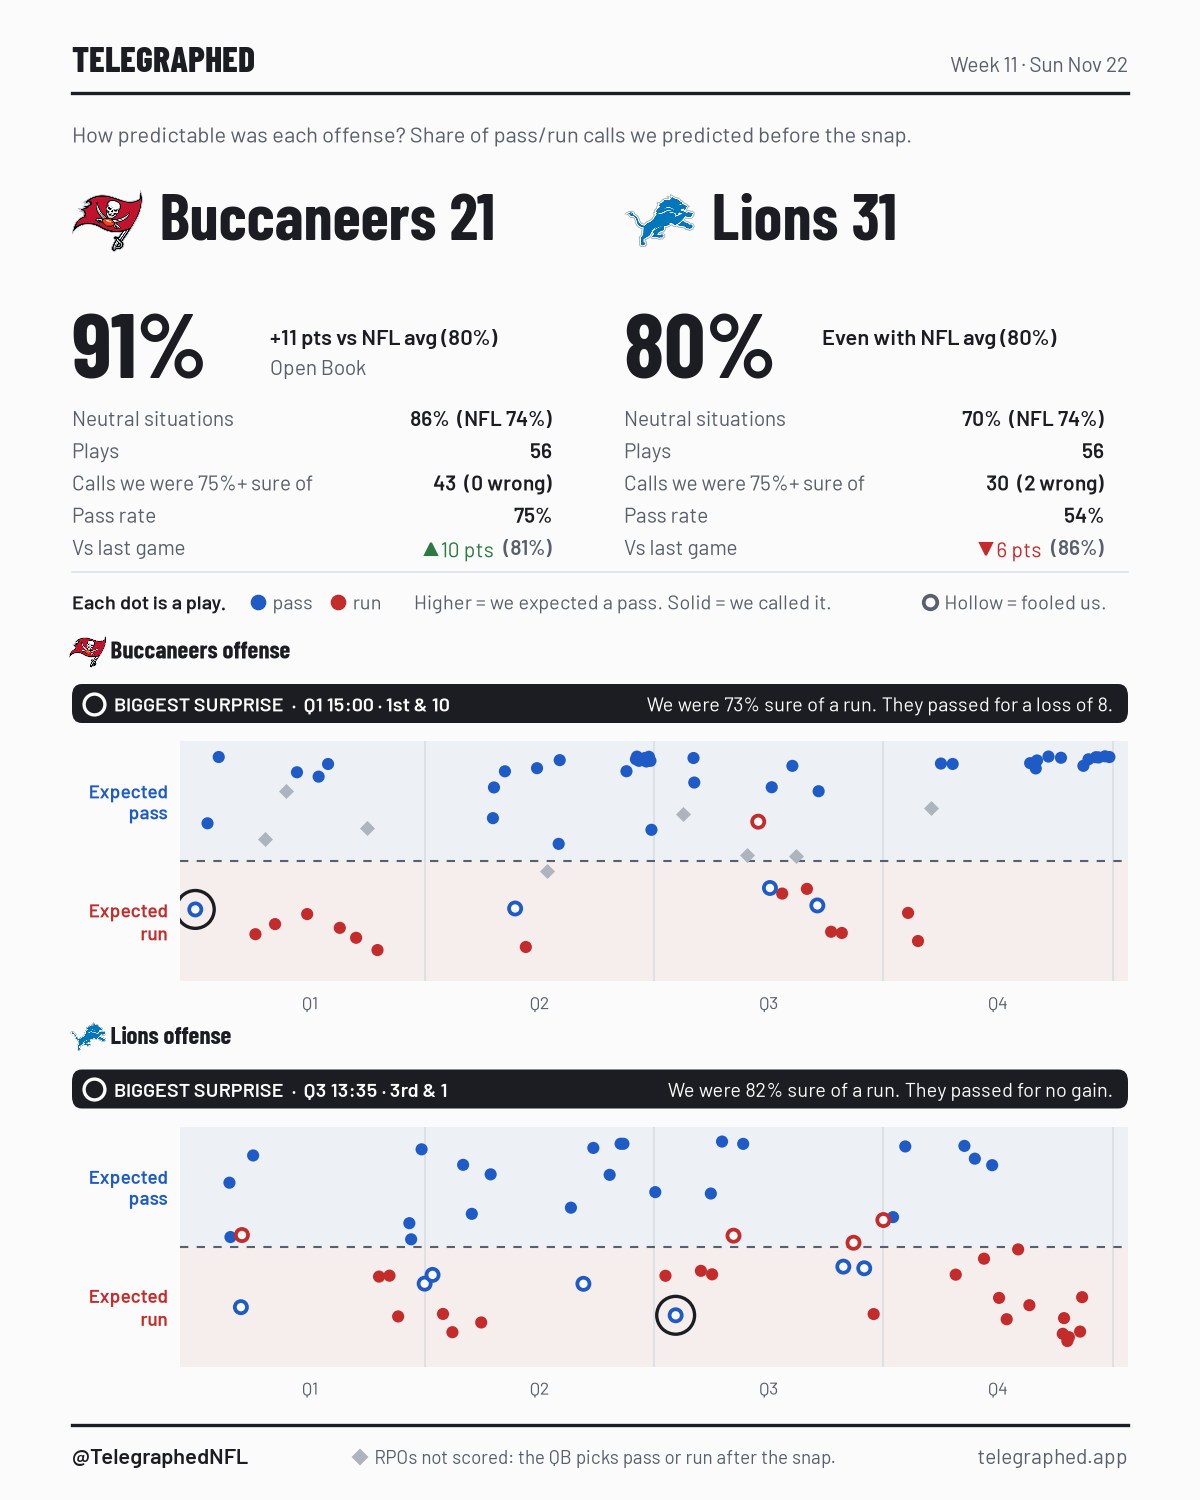 TELEGRAPHED
Week 11 · Sun Nov 22
How predictable was each offense? Share of pass/run calls we predicted before the snap.
Buccaneers 21
Lions 31
91%
+11 pts vs NFL avg (80%)
Open Book
80%
Even with NFL avg (80%)
Neutral situations 86% (NFL 74%)
Plays 56
Calls we were 75%+ sure of 43 (0 wrong)
Pass rate 75%
Vs last game ▲10 pts (81%)
Neutral situations 70% (NFL 74%)
Plays 56
Calls we were 75%+ sure of 30 (2 wrong)
Pass rate 54%
Vs last game ▼6 pts (86%)
Each dot is a play. pass run Higher = we expected a pass. Solid = we called it. Hollow = fooled us.
Buccaneers offense
BIGGEST SURPRISE · Q1 15:00 · 1st & 10 We were 73% sure of a run. They passed for a loss of 8.
Expected
pass
Expected
run
Q1 Q2 Q3 Q4
Lions offense
BIGGEST SURPRISE · Q3 13:35 · 3rd & 1 We were 82% sure of a run. They passed for no gain.
Expected
pass
Expected
run
Q1 Q2 Q3 Q4
@TelegraphedNFL
RPOs not scored: the QB picks pass or run after the snap.
telegraphed.app